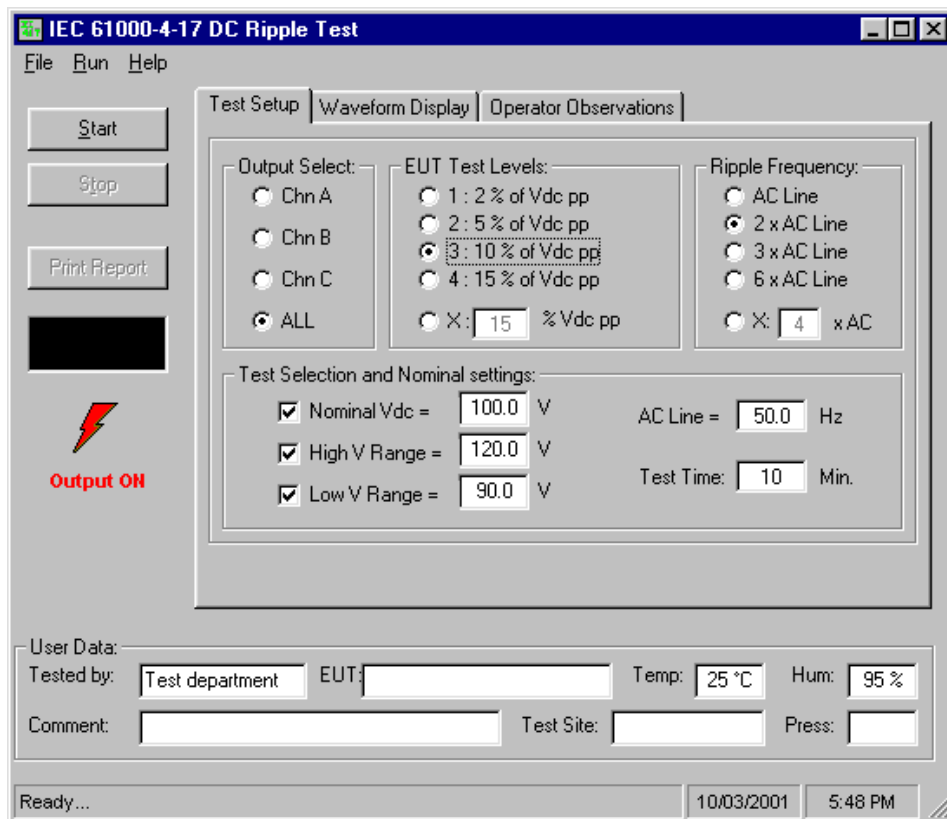 IEC 61000-4-17 DC Ripple Test
File Run Help
Start
Stop
Print Report
Output ON
Test Setup
Waveform Display
Operator Observations
Output Select:
Chn A
Chn B
Chn C
ALL
EUT Test Levels:
1 : 2 % of Vdc pp
2 : 5 % of Vdc pp
3 : 10 % of Vdc pp
4 : 15 % of Vdc pp
X : 15 % Vdc pp
Ripple Frequency:
AC Line
2 x AC Line
3 x AC Line
6 x AC Line
X: 4 x AC
Test Selection and Nominal settings:
Nominal Vdc = 100.0 V
High V Range = 120.0 V
Low V Range = 90.0 V
AC Line = 50.0 Hz
Test Time: 10 Min.
User Data:
Tested by: Test department EUT: Temp: 25 °C Hum: 95 %
Comment: Test Site: Press:
Ready... 10/03/2001 5:48 PM